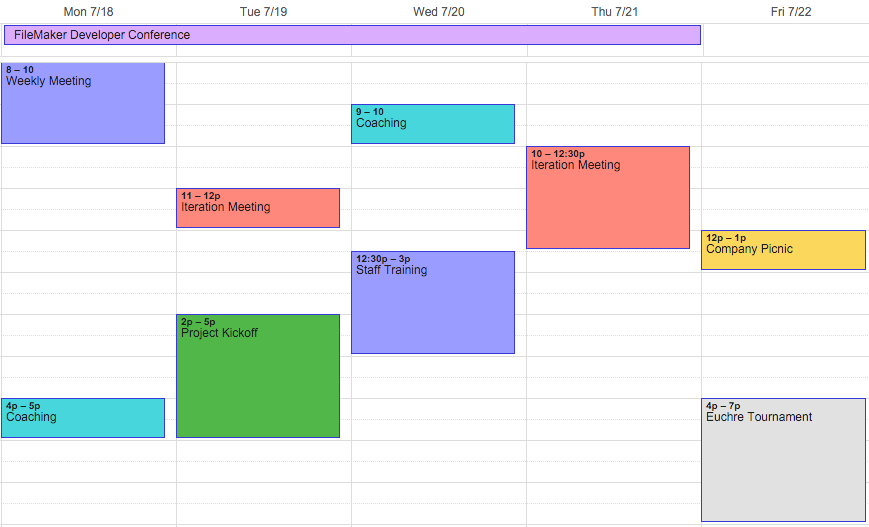 Mon 7/18
Tue 7/19
Wed 7/20
Thu 7/21
Fri 7/22
FileMaker Developer Conference
8 – 10
Weekly Meeting
4p – 5p
Coaching
11 – 12p
Iteration Meeting
2p – 5p
Project Kickoff
9 – 10
Coaching
12:30p – 3p
Staff Training
10 – 12:30p
Iteration Meeting
12p – 1p
Company Picnic
4p – 7p
Euchre Tournament